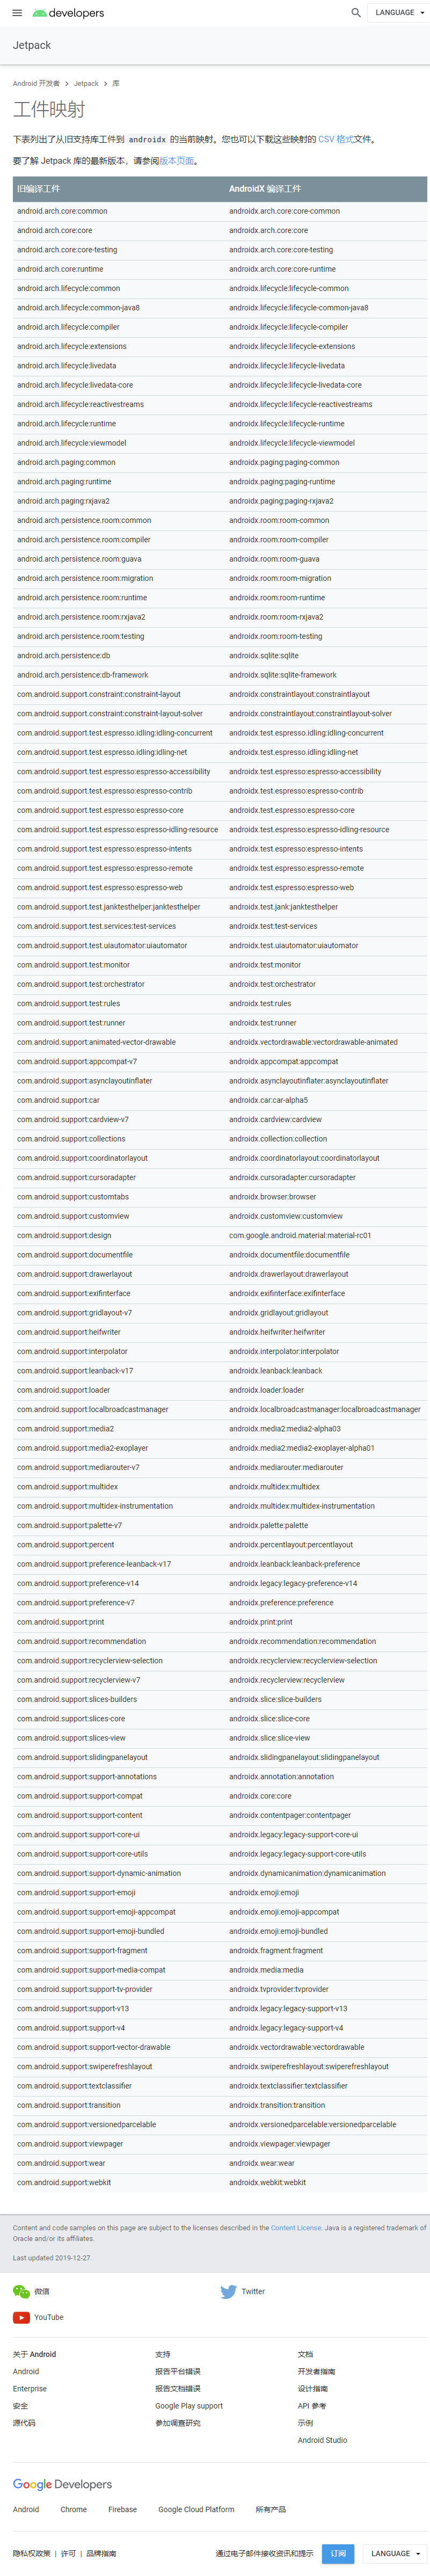 developers
LANGUAGE
Jetpack
Android 开发者 > Jetpack > 库
工件映射
下表列出了从旧支持库工件到 androidx 的当前映射。您也可以下载这些映射的 CSV 格式文件。
要了解 Jetpack 库的最新版本，请参阅版本页面。
旧编译工件 AndroidX 编译工件
android.arch.core:common androidx.arch.core:core-common
android.arch.core:core androidx.arch.core:core
android.arch.core:core-testing androidx.arch.core:core-testing
android.arch.core:runtime androidx.arch.core:core-runtime
android.arch.lifecycle:common androidx.lifecycle:lifecycle-common
android.arch.lifecycle:common-java8 androidx.lifecycle:lifecycle-common-java8
android.arch.lifecycle:compiler androidx.lifecycle:lifecycle-compiler
android.arch.lifecycle:extensions androidx.lifecycle:lifecycle-extensions
android.arch.lifecycle:livedata androidx.lifecycle:lifecycle-livedata
android.arch.lifecycle:livedata-core androidx.lifecycle:lifecycle-livedata-core
android.arch.lifecycle:reactivestreams androidx.lifecycle:lifecycle-reactivestreams
android.arch.lifecycle:runtime androidx.lifecycle:lifecycle-runtime
android.arch.lifecycle:viewmodel androidx.lifecycle:lifecycle-viewmodel
android.arch.paging:common androidx.paging:paging-common
android.arch.paging:runtime androidx.paging:paging-runtime
android.arch.paging:rxjava2 androidx.paging:paging-rxjava2
android.arch.persistence.room:common androidx.room:room-common
android.arch.persistence.room:compiler androidx.room:room-compiler
android.arch.persistence.room:guava androidx.room:room-guava
android.arch.persistence.room:migration androidx.room:room-migration
android.arch.persistence.room:runtime androidx.room:room-runtime
android.arch.persistence.room:rxjava2 androidx.room:room-rxjava2
android.arch.persistence.room:testing androidx.room:room-testing
android.arch.persistence:db androidx.sqlite:sqlite
android.arch.persistence:db-framework androidx.sqlite:sqlite-framework
com.android.support.constraint:constraint-layout androidx.constraintlayout:constraintlayout
com.android.support.constraint:constraint-layout-solver androidx.constraintlayout:constraintlayout-solver
com.android.support.test.espresso.idling:idling-concurrent androidx.test.espresso.idling:idling-concurrent
com.android.support.test.espresso.idling:idling-net androidx.test.espresso.idling:idling-net
com.android.support.test.espresso:espresso-accessibility androidx.test.espresso:espresso-accessibility
com.android.support.test.espresso:espresso-contrib androidx.test.espresso:espresso-contrib
com.android.support.test.espresso:espresso-core androidx.test.espresso:espresso-core
com.android.support.test.espresso:espresso-idling-resource androidx.test.espresso:espresso-idling-resource
com.android.support.test.espresso:espresso-intents androidx.test.espresso:espresso-intents
com.android.support.test.espresso:espresso-remote androidx.test.espresso:espresso-remote
com.android.support.test.espresso:espresso-web androidx.test.espresso:espresso-web
com.android.support.test.janktesthelper:janktesthelper androidx.test.jank:janktesthelper
com.android.support.test.services:test-services androidx.test:test-services
com.android.support.test.uiautomator:uiautomator androidx.test.uiautomator:uiautomator
com.android.support.test:monitor androidx.test:monitor
com.android.support.test:orchestrator androidx.test:orchestrator
com.android.support.test:rules androidx.test:rules
com.android.support.test:runner androidx.test:runner
com.android.support:animated-vector-drawable androidx.vectordrawable:vectordrawable-animated
com.android.support:appcompat-v7 androidx.appcompat:appcompat
com.android.support:asynclayoutinflater androidx.asynclayoutinflater:asynclayoutinflater
com.android.support:car androidx.car:car-alpha5
com.android.support:cardview-v7 androidx.cardview:cardview
com.android.support:collections androidx.collection:collection
com.android.support:coordinatorlayout androidx.coordinatorlayout:coordinatorlayout
com.android.support:cursoradapter androidx.cursoradapter:cursoradapter
com.android.support:customtabs androidx.browser:browser
com.android.support:customview androidx.customview:customview
com.android.support:design com.google.android.material:material-rc01
com.android.support:documentfile androidx.documentfile:documentfile
com.android.support:drawerlayout androidx.drawerlayout:drawerlayout
com.android.support:exifinterface androidx.exifinterface:exifinterface
com.android.support:gridlayout-v7 androidx.gridlayout:gridlayout
com.android.support:heifwriter androidx.heifwriter:heifwriter
com.android.support:interpolator androidx.interpolator:interpolator
com.android.support:leanback-v17 androidx.leanback:leanback
com.android.support:loader androidx.loader:loader
com.android.support:localbroadcastmanager androidx.localbroadcastmanager:localbroadcastmanager
com.android.support:media2 androidx.media2:media2-alpha03
com.android.support:media2-exoplayer androidx.media2:media2-exoplayer-alpha01
com.android.support:mediarouter-v7 androidx.mediarouter:mediarouter
com.android.support:multidex androidx.multidex:multidex
com.android.support:multidex-instrumentation androidx.multidex:multidex-instrumentation
com.android.support:palette-v7 androidx.palette:palette
com.android.support:percent androidx.percentlayout:percentlayout
com.android.support:preference-leanback-v17 androidx.leanback:leanback-preference
com.android.support:preference-v14 androidx.legacy:legacy-preference-v14
com.android.support:preference-v7 androidx.preference:preference
com.android.support:print androidx.print:print
com.android.support:recommendation androidx.recommendation:recommendation
com.android.support:recyclerview-selection androidx.recyclerview:recyclerview-selection
com.android.support:recyclerview-v7 androidx.recyclerview:recyclerview
com.android.support:slices-builders androidx.slice:slice-builders
com.android.support:slices-core androidx.slice:slice-core
com.android.support:slices-view androidx.slice:slice-view
com.android.support:slidingpanelayout androidx.slidingpanelayout:slidingpanelayout
com.android.support:support-annotations androidx.annotation:annotation
com.android.support:support-compat androidx.core:core
com.android.support:support-content androidx.contentpager:contentpager
com.android.support:support-core-ui androidx.legacy:legacy-support-core-ui
com.android.support:support-core-utils androidx.legacy:legacy-support-core-utils
com.android.support:support-dynamic-animation androidx.dynamicanimation:dynamicanimation
com.android.support:support-emoji androidx.emoji:emoji
com.android.support:support-emoji-appcompat androidx.emoji:emoji-appcompat
com.android.support:support-emoji-bundled androidx.emoji:emoji-bundled
com.android.support:support-fragment androidx.fragment:fragment
com.android.support:support-media-compat androidx.media:media
com.android.support:support-tv-provider androidx.tvprovider:tvprovider
com.android.support:support-v13 androidx.legacy:legacy-support-v13
com.android.support:support-v4 androidx.legacy:legacy-support-v4
com.android.support:support-vector-drawable androidx.vectordrawable:vectordrawable
com.android.support:swiperefreshlayout androidx.swiperefreshlayout:swiperefreshlayout
com.android.support:textclassifier androidx.textclassifier:textclassifier
com.android.support:transition androidx.transition:transition
com.android.support:versionedparcelable androidx.versionedparcelable:versionedparcelable
com.android.support:viewpager androidx.viewpager:viewpager
com.android.support:wear androidx.wear:wear
com.android.support:webkit androidx.webkit:webkit
Content and code samples on this page are subject to the licenses described in the Content License. Java is a registered trademark of
Oracle and/or its affiliates.
Last updated 2019-12-27.
微信 Twitter
YouTube
关于 Android 支持 文档
Android 报告平台错误 开发者指南
Enterprise 报告文档错误 设计指南
安全 Google Play support API 参考
源代码 参加调查研究 示例
Android Studio
Google Developers
Android Chrome Firebase Google Cloud Platform 所有产品
隐私权政策 | 许可 | 品牌指南 通过电子邮件接收资讯和提示 订阅 LANGUAGE